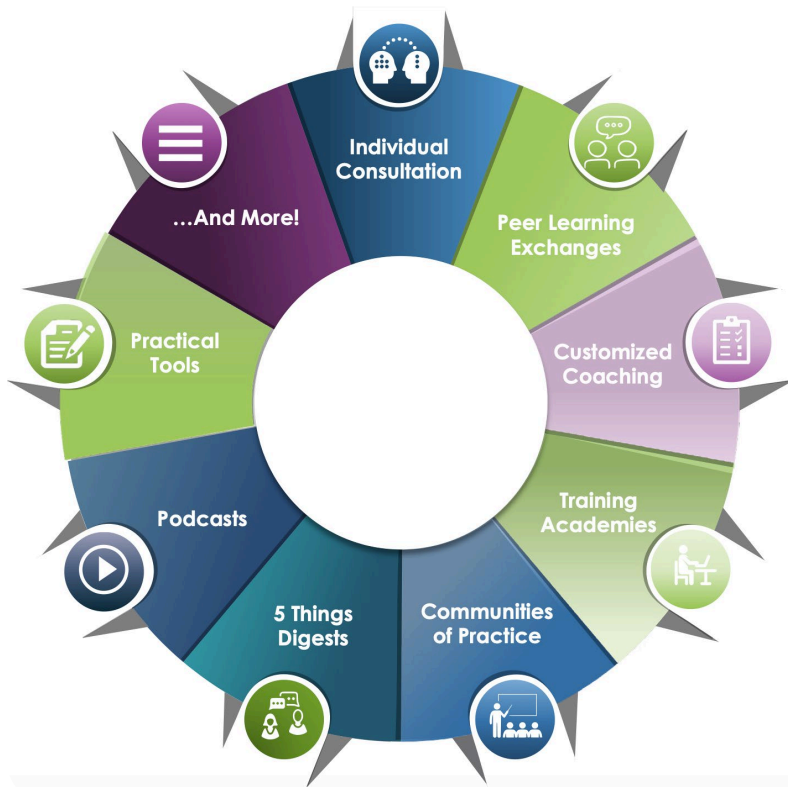 Individual
Consultation
Peer Learning
Exchanges
Customized
Coaching
Training
Academies
Communities
of Practice
5 Things
Digests
Podcasts
Practical
Tools
...And More!